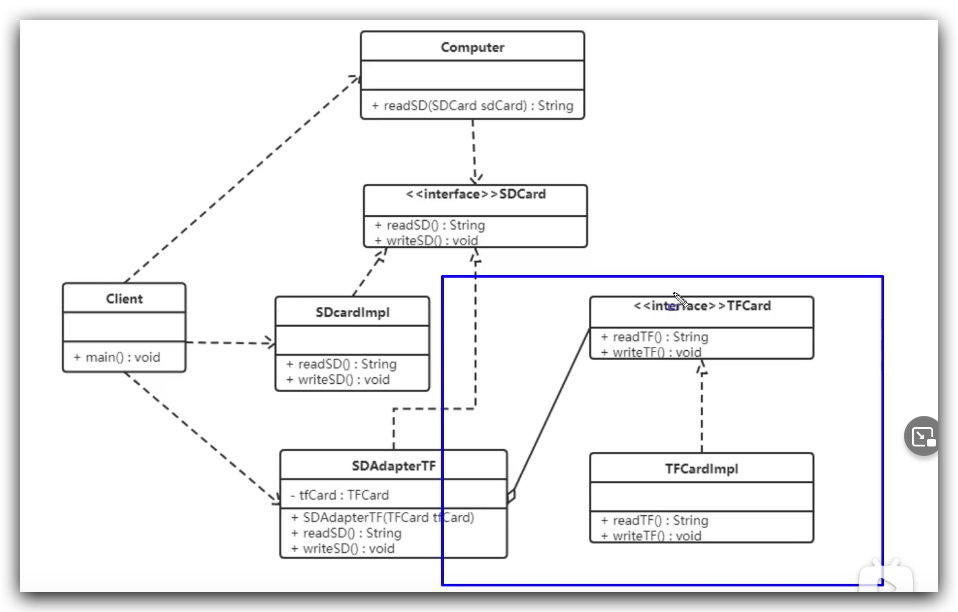 Computer
+ readSD(SDCard sdCard) : String
<<interface>>SDCard
+ readSD() : String
+ writeSD() : void
Client
+ main() : void
SDcardImpl
+ readSD() : String
+ writeSD() : void
<<interface>>TFCard
+ readTF() : String
+ writeTF() : void
SDAdapterTF
- tfCard : TFCard
+ SDAdapterTF(TFCard tfCard)
+ readSD() : String
+ writeSD() : void
TFCardImpl
+ readTF() : String
+ writeTF() : void